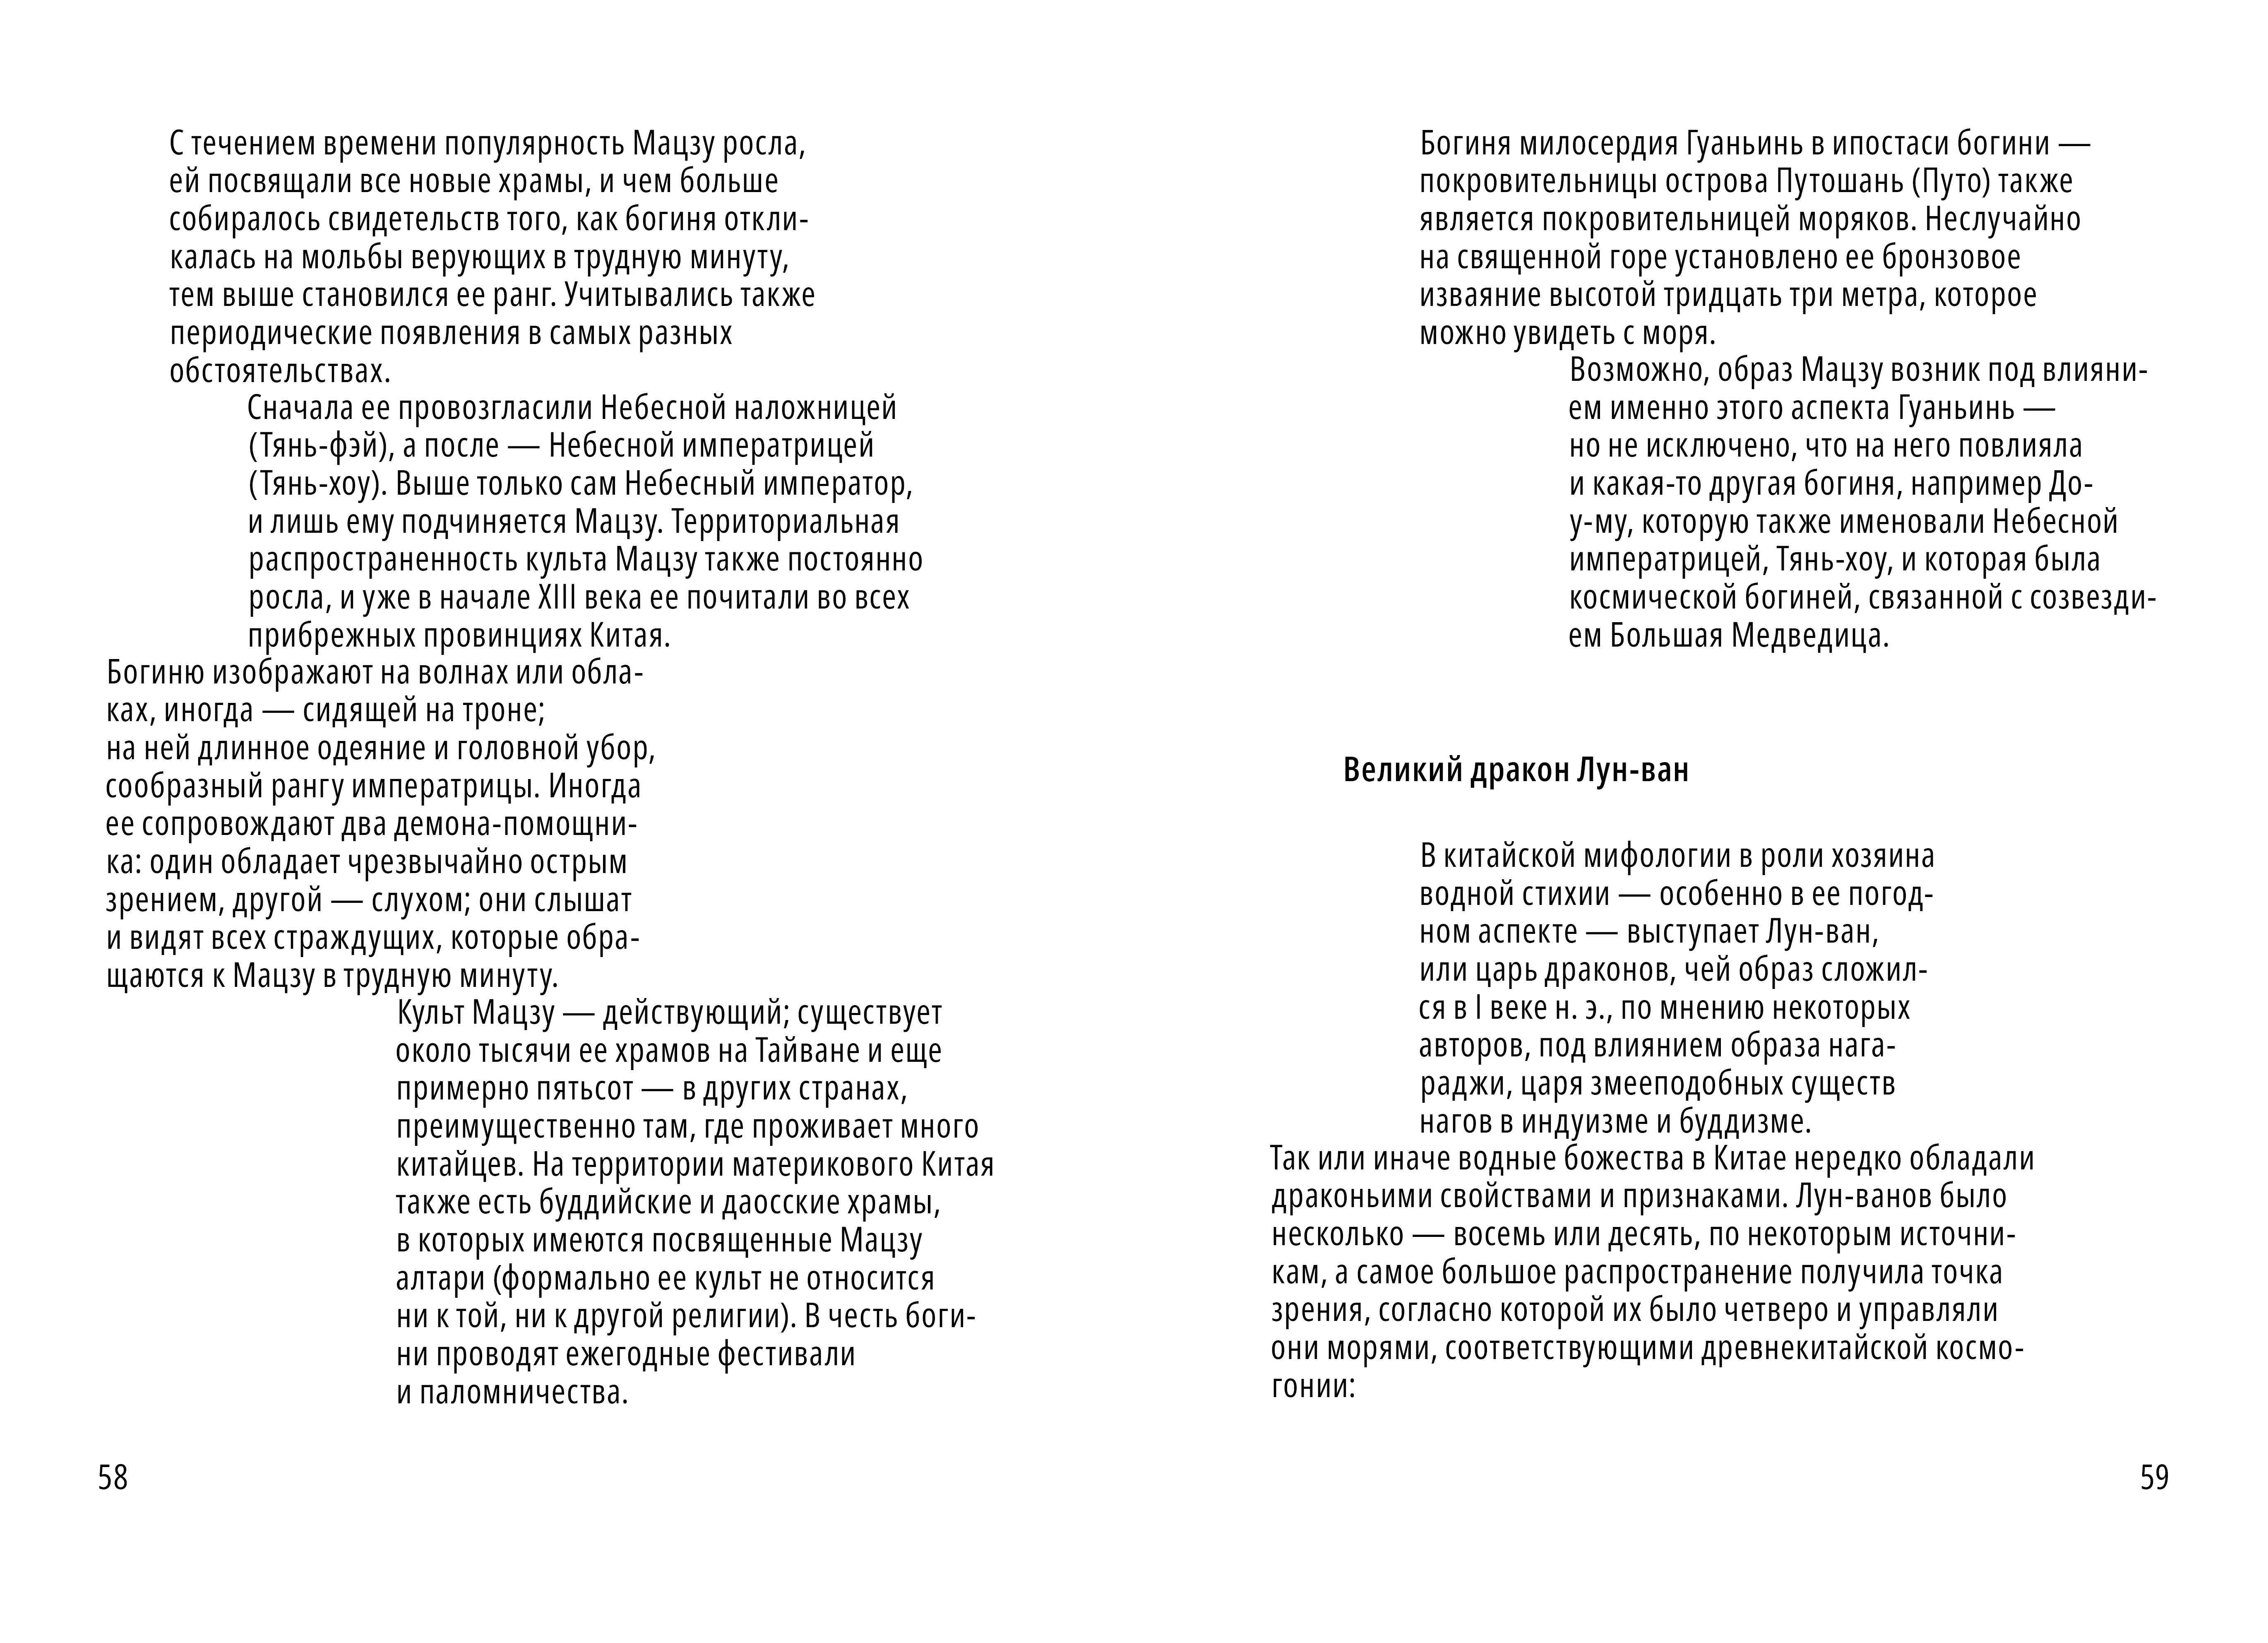 С течением времени популярность Мацзу росла,
ей посвящали все новые храмы, и чем больше
собиралось свидетельств того, как богиня откли-
калась на мольбы верующих в трудную минуту,
тем выше становился ее ранг. Учитывались также
периодические появления в самых разных
обстоятельствах.
Сначала ее провозгласили Небесной наложницей
(Тянь-фэй), а после — Небесной императрицей
(Тянь-хоу). Выше только сам Небесный император,
и лишь ему подчиняется Мацзу. Территориальная
распространенность культа Мацзу также постоянно
росла, и уже в начале XIII века ее почитали во всех
прибрежных провинциях Китая.
Богиню изображают на волнах или обла-
ках, иногда — сидящей на троне;
на ней длинное одеяние и головной убор,
сообразный рангу императрицы. Иногда
ее сопровождают два демона-помощни-
ка: один обладает чрезвычайно острым
зрением, другой — слухом; они слышат
и видят всех страждущих, которые обра-
щаются к Мацзу в трудную минуту.
Культ Мацзу — действующий; существует
около тысячи ее храмов на Тайване и еще
примерно пятьсот — в других странах,
преимущественно там, где проживает много
китайцев. На территории материкового Китая
также есть буддийские и даосские храмы,
в которых имеются посвященные Мацзу
алтари (формально ее культ не относится
ни к той, ни к другой религии). В честь боги-
ни проводят ежегодные фестивали
и паломничества.
58
Богиня милосердия Гуаньинь в ипостаси богини —
покровительницы острова Путошань (Путо) также
является покровительницей моряков. Неслучайно
на священной горе установлено ее бронзовое
изваяние высотой тридцать три метра, которое
можно увидеть с моря.
Возможно, образ Мацзу возник под влияни-
ем именно этого аспекта Гуаньинь —
но не исключено, что на него повлияла
и какая-то другая богиня, например До-
у-му, которую также именовали Небесной
императрицей, Тянь-хоу, и которая была
космической богиней, связанной с созвезди-
ем Большая Медведица.
Великий дракон Лун-ван
В китайской мифологии в роли хозяина
водной стихии — особенно в ее погод-
ном аспекте — выступает Лун-ван,
или царь драконов, чей образ сложил-
ся в I веке н. э., по мнению некоторых
авторов, под влиянием образа нага-
раджи, царя змееподобных существ
нагов в индуизме и буддизме.
Так или иначе водные божества в Китае нередко обладали
драконьими свойствами и признаками. Лун-ванов было
несколько — восемь или десять, по некоторым источни-
кам, а самое большое распространение получила точка
зрения, согласно которой их было четверо и управляли
они морями, соответствующими древнекитайской космо-
гонии:
59